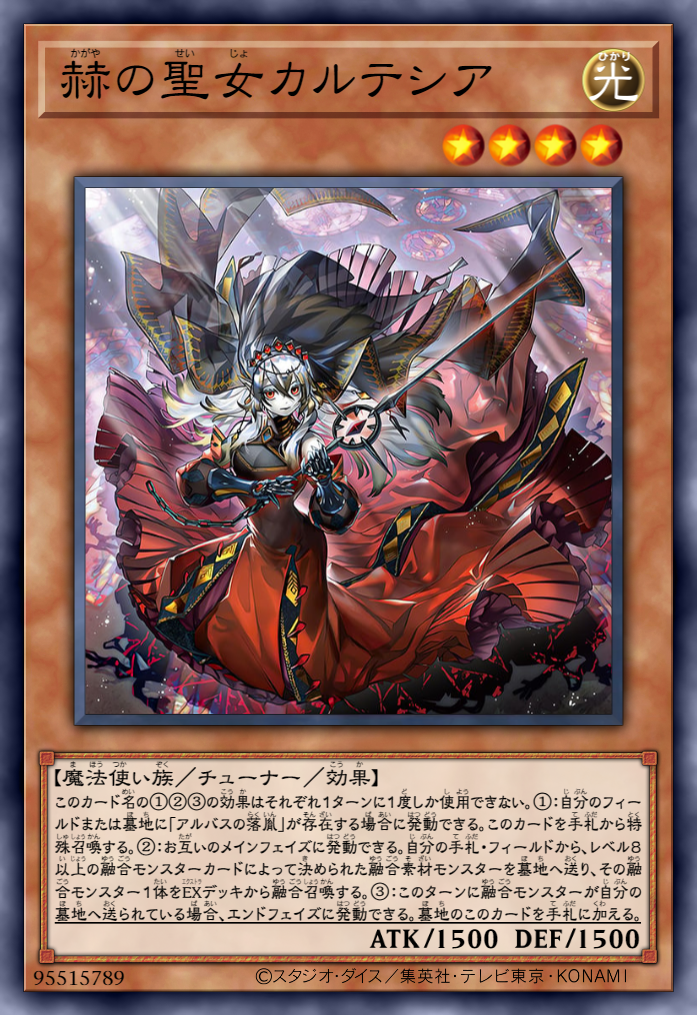 赫の聖女カルテシア
光
【魔法使い族／チューナー／効果】
このカード名の①②③の効果はそれぞれ1ターンに1度しか使用できない。①：自分のフィー
ルドまたは墓地に「アルバスの落胤」が存在する場合に発動できる。このカードを手札から特
殊召喚する。②：お互いのメインフェイズに発動できる。自分の手札・フィールドから、レベル8
以上の融合モンスターカードによって決められた融合素材モンスターを墓地へ送り、その融
合モンスター1体をEXデッキから融合召喚する。③：このターンに融合モンスターが自分の
墓地へ送られている場合、エンドフェイズに発動できる。墓地のこのカードを手札に加える。
ATK/1500 DEF/1500
95515789 ©スタジオ・ダイス／集英社・テレビ東京・KONAMI